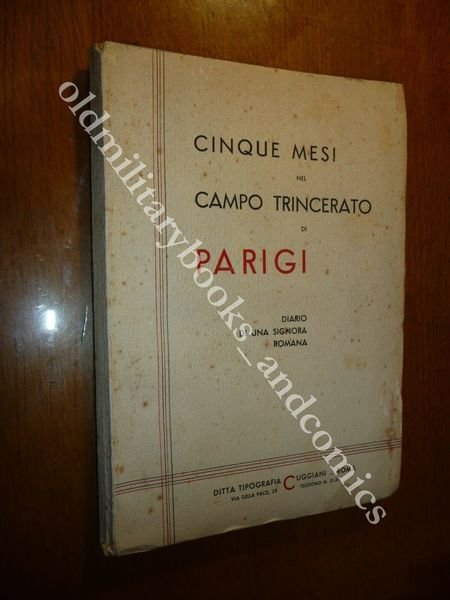 CINQUE MESI
NEL
CAMPO TRINCERATO
DI
PARIGI
DIARIO
DI UNA SIGNORA
ROMANA
DITTA TIPOGRAFIA CUGGIANI - ROMA
VIA DELLA PACE, 35 TELEFONO N.
oldmilitarybooks_andcomics